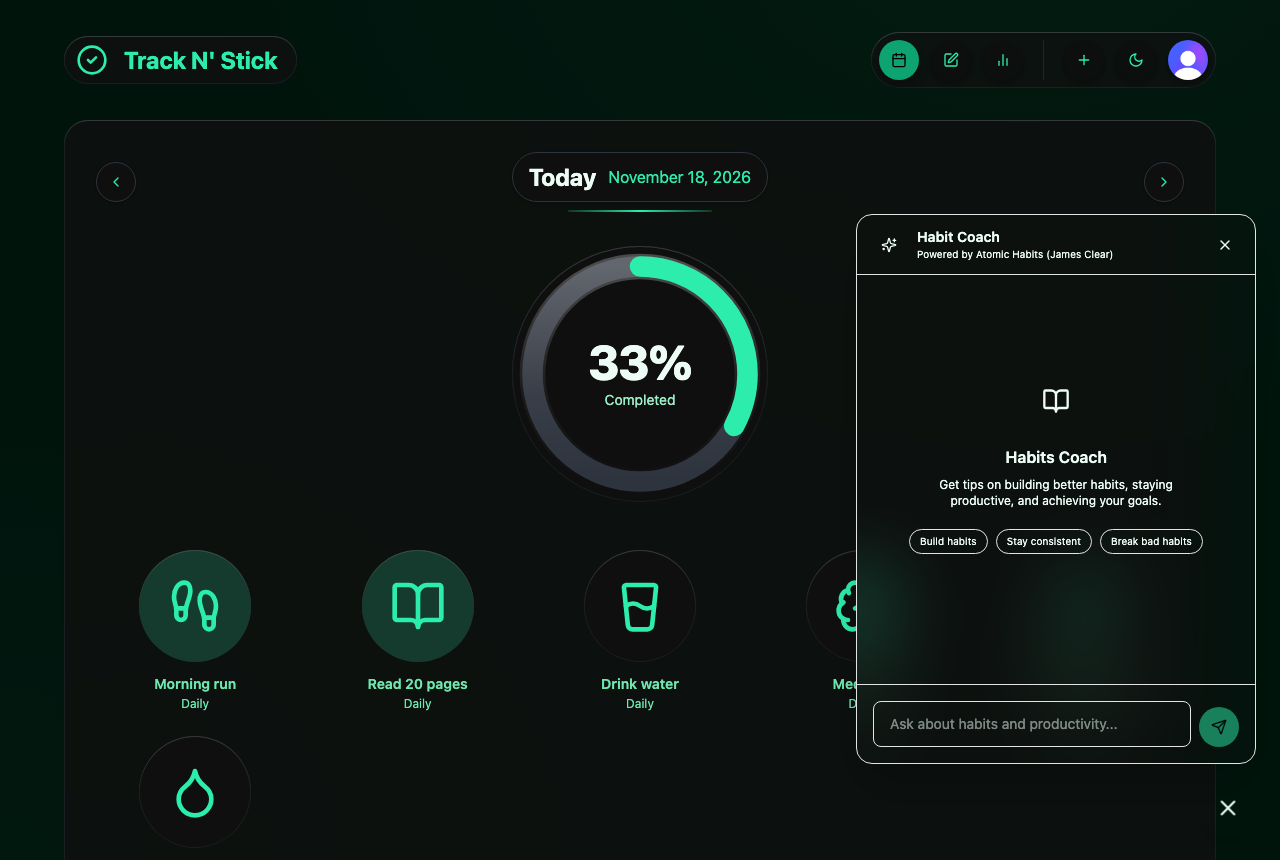 Track N' Stick
Today November 18, 2026
33%
Completed
Morning run
Daily
Read 20 pages
Daily
Drink water
Daily
Habit Coach
Powered by Atomic Habits (James Clear)
Habits Coach
Get tips on building better habits, staying
productive, and achieving your goals.
Build habits
Stay consistent
Break bad habits
Ask about habits and productivity...